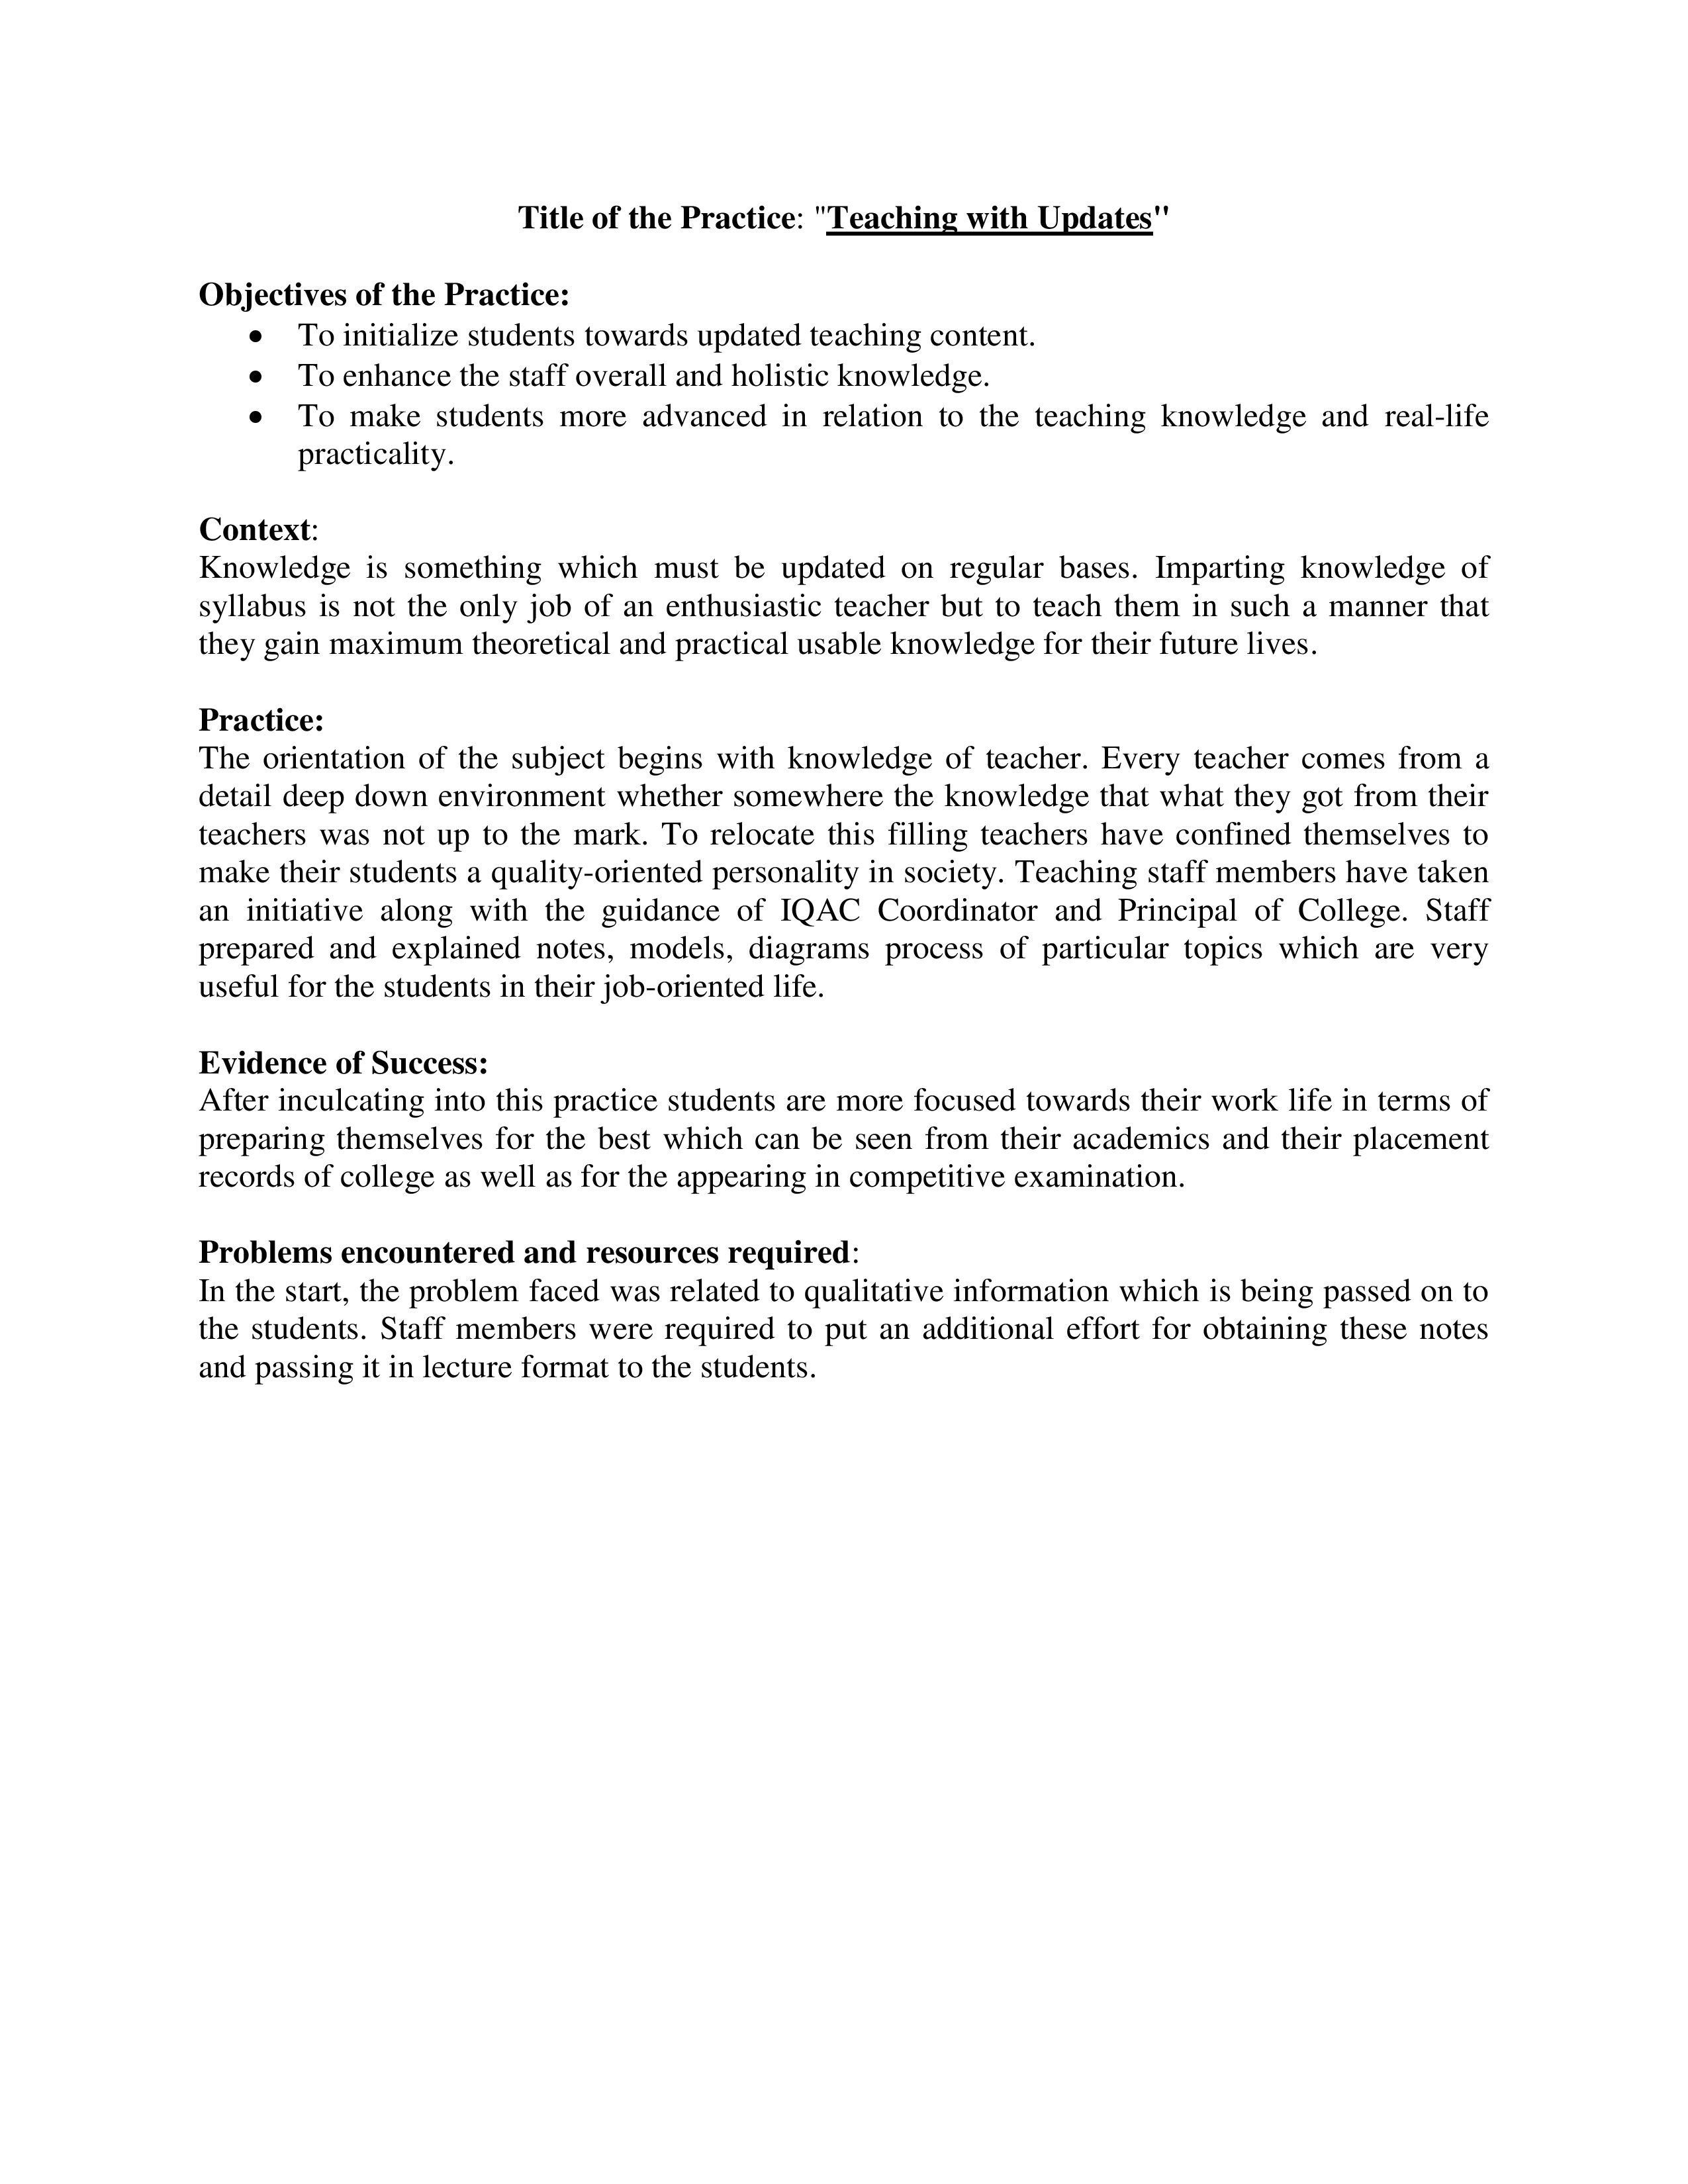 Title of the Practice: "Teaching with Updates"
Objectives of the Practice:
• To initialize students towards updated teaching content.
• To enhance the staff overall and holistic knowledge.
• To make students more advanced in relation to the teaching knowledge and real-life
practicality.
Context:
Knowledge is something which must be updated on regular bases. Imparting knowledge of
syllabus is not the only job of an enthusiastic teacher but to teach them in such a manner that
they gain maximum theoretical and practical usable knowledge for their future lives.
Practice:
The orientation of the subject begins with knowledge of teacher. Every teacher comes from a
detail deep down environment whether somewhere the knowledge that what they got from their
teachers was not up to the mark. To relocate this filling teachers have confined themselves to
make their students a quality-oriented personality in society. Teaching staff members have taken
an initiative along with the guidance of IQAC Coordinator and Principal of College. Staff
prepared and explained notes, models, diagrams process of particular topics which are very
useful for the students in their job-oriented life.
Evidence of Success:
After inculcating into this practice students are more focused towards their work life in terms of
preparing themselves for the best which can be seen from their academics and their placement
records of college as well as for the appearing in competitive examination.
Problems encountered and resources required:
In the start, the problem faced was related to qualitative information which is being passed on to
the students. Staff members were required to put an additional effort for obtaining these notes
and passing it in lecture format to the students.